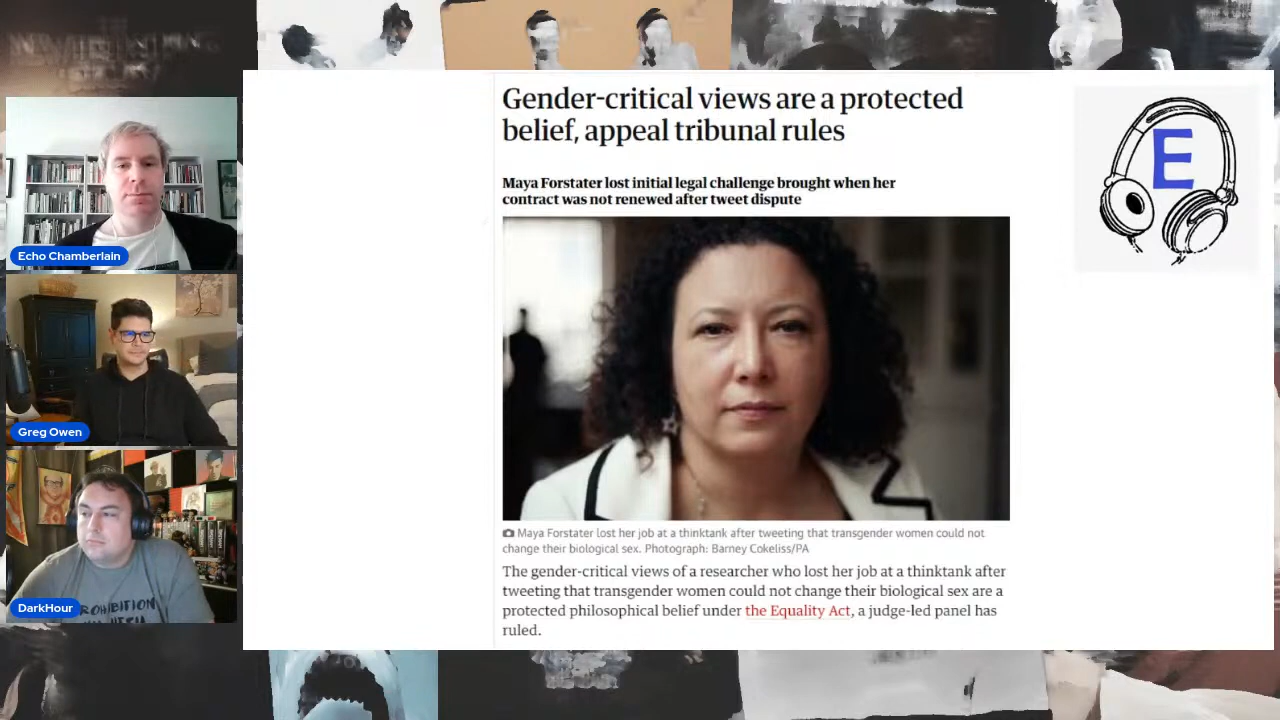 Gender-critical views are a protected
belief, appeal tribunal rules
Maya Forstater lost initial legal challenge brought when her
contract was not renewed after tweet dispute
E
Echo Chamberlain
Greg Owen
PROHIBITION
DarkHour
Maya Forstater lost her job at a thinktank after tweeting that transgender women could not
change their biological sex. Photograph: Barney Cokeliss/PA
The gender-critical views of a researcher who lost her job at a thinktank after
tweeting that transgender women could not change their biological sex are a
protected philosophical belief under the Equality Act, a judge-led panel has
ruled.